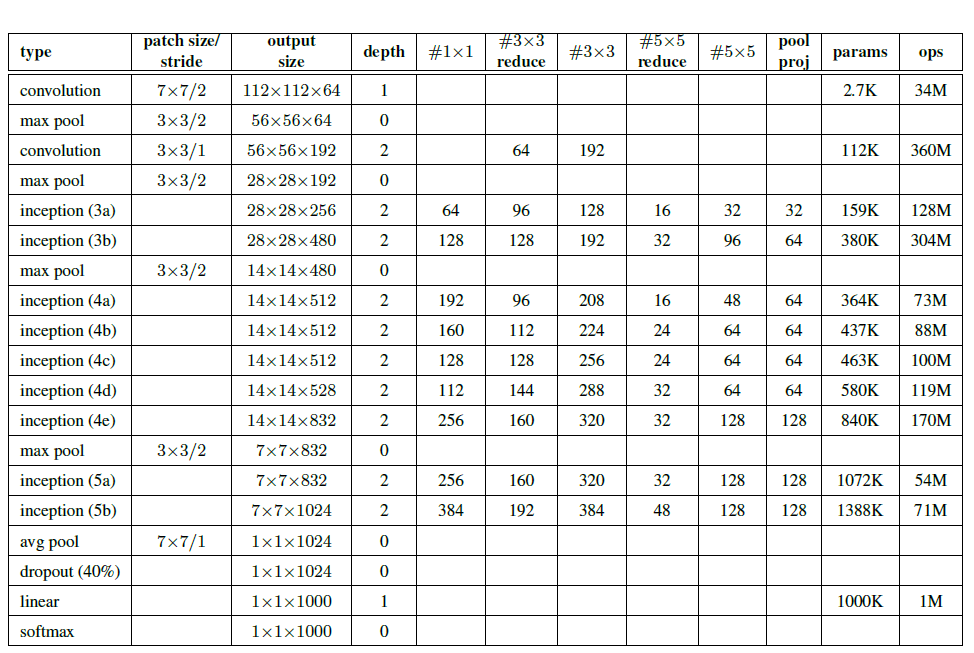 type patch size/ stride output size depth #1×1 #3×3 reduce #3×3 #5×5 reduce #5×5 pool proj params ops
convolution 7×7/2 112×112×64 1 2.7K 34M
max pool 3×3/2 56×56×64 0
convolution 3×3/1 56×56×192 2 64 192 112K 360M
max pool 3×3/2 28×28×192 0
inception (3a) 28×28×256 2 64 96 128 16 32 32 159K 128M
inception (3b) 28×28×480 2 128 128 192 32 96 64 380K 304M
max pool 3×3/2 14×14×480 0
inception (4a) 14×14×512 2 192 96 208 16 48 64 364K 73M
inception (4b) 14×14×512 2 160 112 224 24 64 64 437K 88M
inception (4c) 14×14×512 2 128 128 256 24 64 64 463K 100M
inception (4d) 14×14×528 2 112 144 288 32 64 64 580K 119M
inception (4e) 14×14×832 2 256 160 320 32 128 128 840K 170M
max pool 3×3/2 7×7×832 0
inception (5a) 7×7×832 2 256 160 320 32 128 128 1072K 54M
inception (5b) 7×7×1024 2 384 192 384 48 128 128 1388K 71M
avg pool 7×7/1 1×1×1024 0
dropout (40%) 1×1×1024 0
linear 1×1×1000 1 1000K 1M
softmax 1×1×1000 0